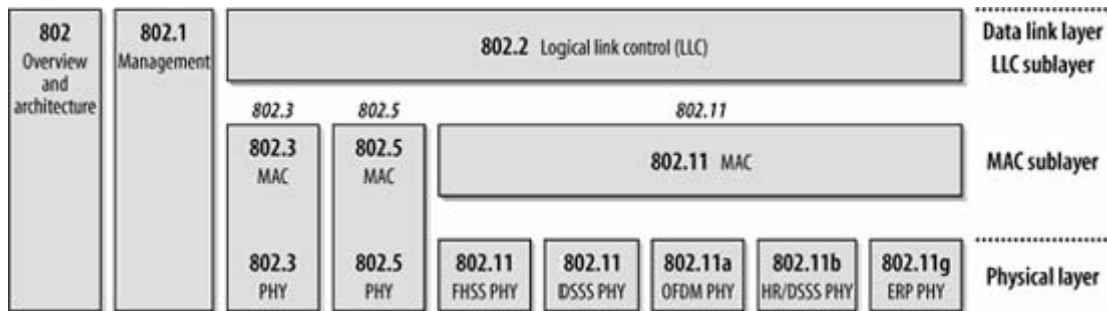 802
Overview
and
architecture
802.1
Management
802.2 Logical link control (LLC)
Data link layer
LLC sublayer
802.3
802.5
802.11
802.3
MAC
802.5
MAC
802.11 MAC
MAC sublayer
802.3
PHY
802.5
PHY
802.11
FHSS PHY
802.11
DSSS PHY
802.11a
OFDM PHY
802.11b
HR/DSSS PHY
802.11g
ERP PHY
Physical layer